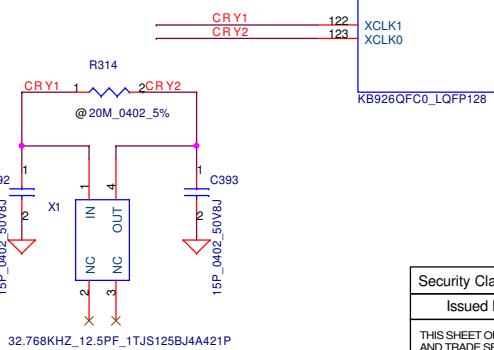 CRY1
122
XCLK1
CRY2
123
XCLK0
KB926QFC0_LQFP128
R314
CRY1
1
2
CRY2
@20M_0402_5%
1
92
2
15P_0402_50V8J
X1
1
4
IN
OUT
NC
NC
2
3
1
C393
2
15P_0402_50V8J
32.768KHZ_12.5PF_1TJS125BJ4A421P
Security Cla
Issued
THIS SHEET O
AND TRADE SE